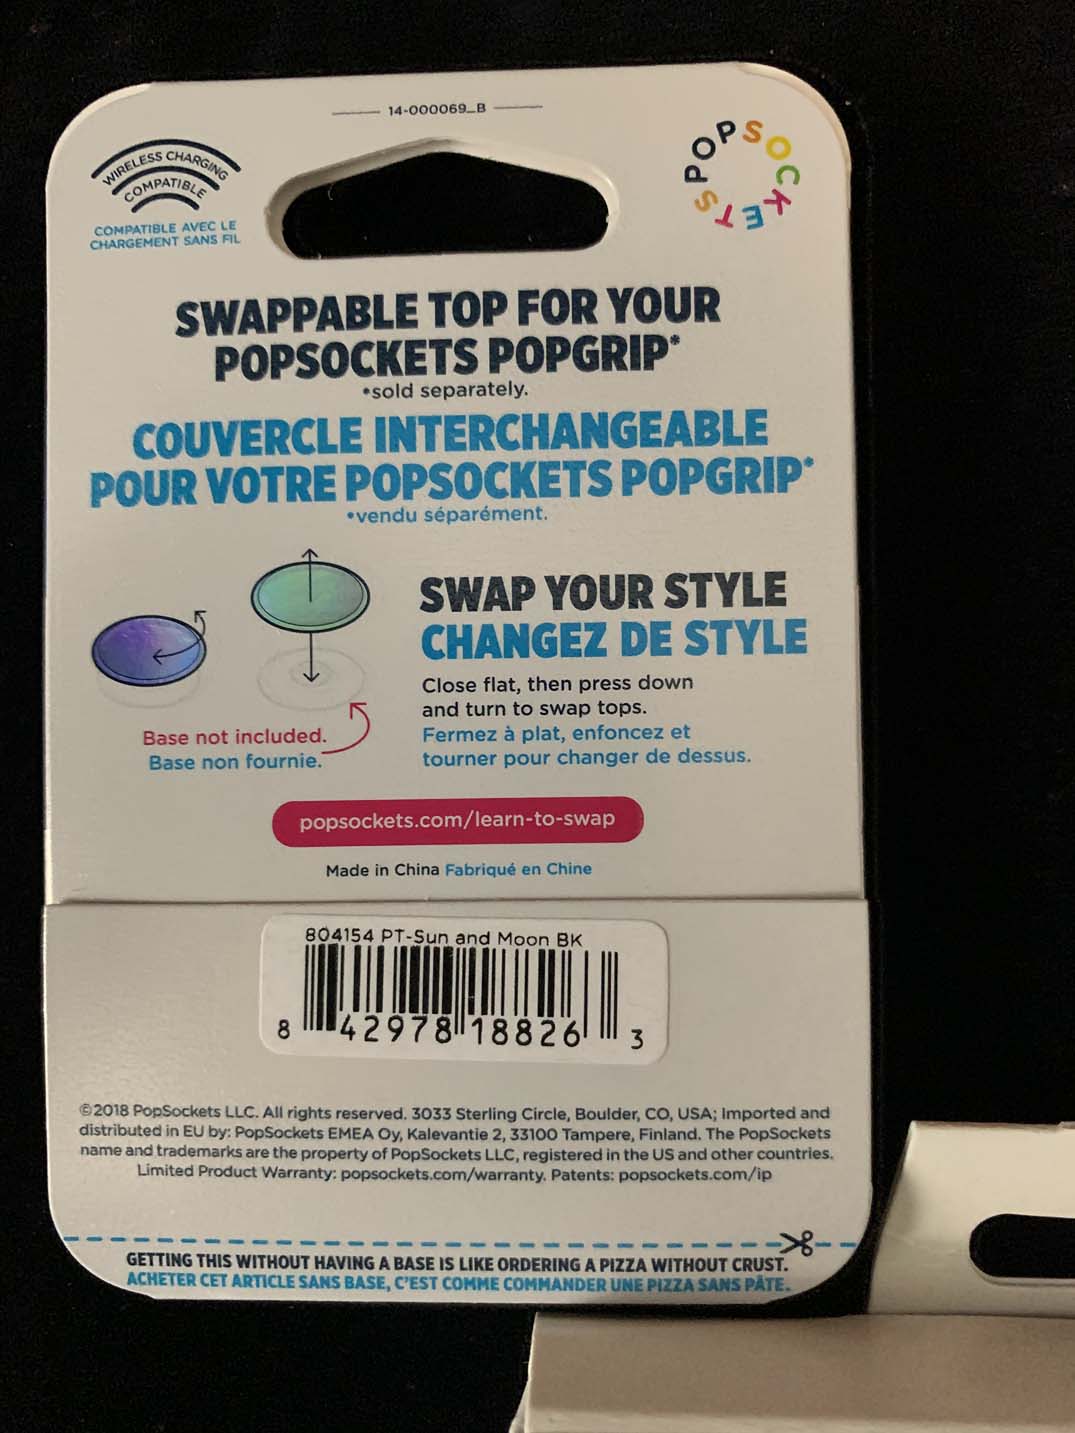 14-000069_B
WIRELESS CHARGING
COMPATIBLE
COMPATIBLE AVEC LE
CHARGEMENT SANS FIL
POPSOCKETS
SWAPPABLE TOP FOR YOUR
POPSOCKETS POPGRIP*
*sold separately.
COUVERCLE INTERCHANGEABLE
POUR VOTRE POPSOCKETS POPGRIP*
*vendu séparément.
SWAP YOUR STYLE
CHANGEZ DE STYLE
Close flat, then press down
and turn to swap tops.
Fermez à plat, enfoncez et
tourner pour changer de dessus.
Base not included.
Base non fournie.
popsockets.com/learn-to-swap
Made in China Fabriqué en Chine
804154 PT-Sun and Moon BK
8 42978 18826 3
©2018 PopSockets LLC. All rights reserved. 3033 Sterling Circle, Boulder, CO, USA; Imported and
distributed in EU by: PopSockets EMEA Oy, Kalevantie 2, 33100 Tampere, Finland. The PopSockets
name and trademarks are the property of PopSockets LLC, registered in the US and other countries.
Limited Product Warranty: popsockets.com/warranty. Patents: popsockets.com/ip
GETTING THIS WITHOUT HAVING A BASE IS LIKE ORDERING A PIZZA WITHOUT CRUST.
ACHETER CET ARTICLE SANS BASE, C'EST COMME COMMANDER UNE PIZZA SANS PÂTE.